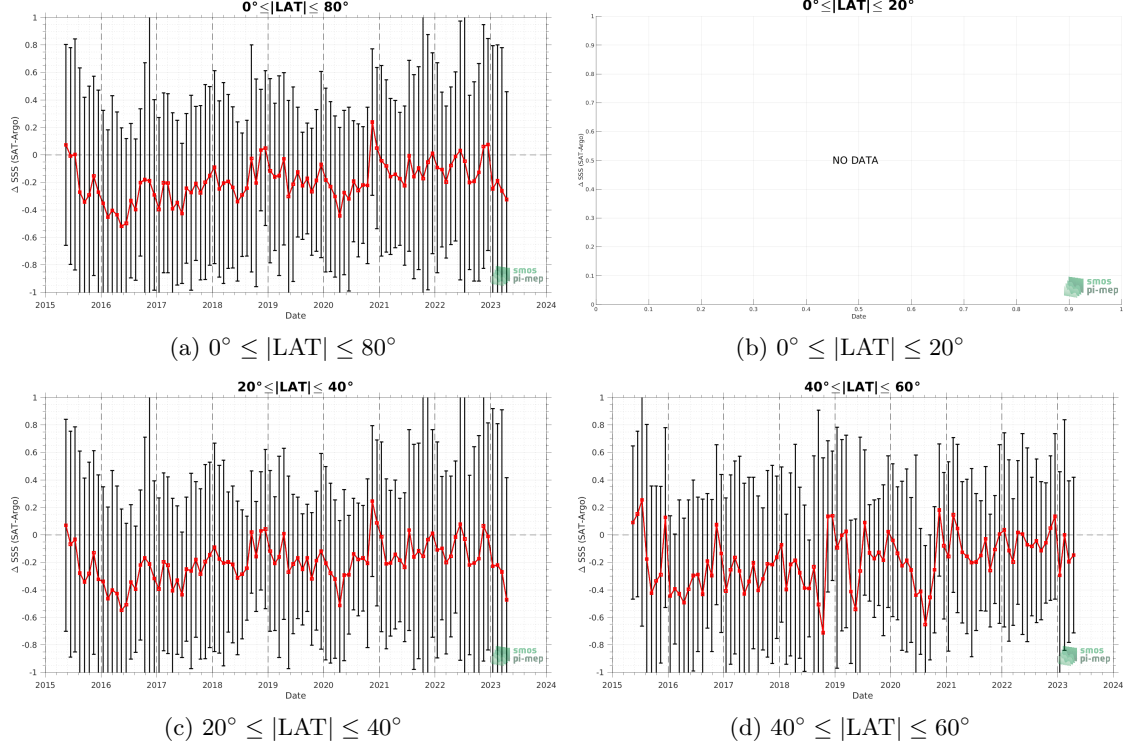 0°≤|LAT|≤ 80°
Δ SSS (SAT-Argo)
1
0.8
0.6
0.4
0.2
0
-0.2
-0.4
-0.6
-0.8
-1
2015 2016 2017 2018 2019 2020 2021 2022 2023 2024
Date
smos
pi-mep
(a) 0° ≤ |LAT| ≤ 80°
0°≤|LAT|≤ 20°
Δ SSS (SAT-Argo)
1
0.9
0.8
0.7
0.6
0.5
0.4
0.3
0.2
0.1
0
NO DATA
0 0.1 0.2 0.3 0.4 0.5 0.6 0.7 0.8 0.9 1
Date
smos
pi-mep
(b) 0° ≤ |LAT| ≤ 20°
20°≤|LAT|≤ 40°
Δ SSS (SAT-Argo)
1
0.8
0.6
0.4
0.2
0
-0.2
-0.4
-0.6
-0.8
-1
2015 2016 2017 2018 2019 2020 2021 2022 2023 2024
Date
smos
pi-mep
(c) 20° ≤ |LAT| ≤ 40°
40°≤|LAT|≤ 60°
Δ SSS (SAT-Argo)
1
0.8
0.6
0.4
0.2
0
-0.2
-0.4
-0.6
-0.8
-1
2015 2016 2017 2018 2019 2020 2021 2022 2023 2024
Date
smos
pi-mep
(d) 40° ≤ |LAT| ≤ 60°